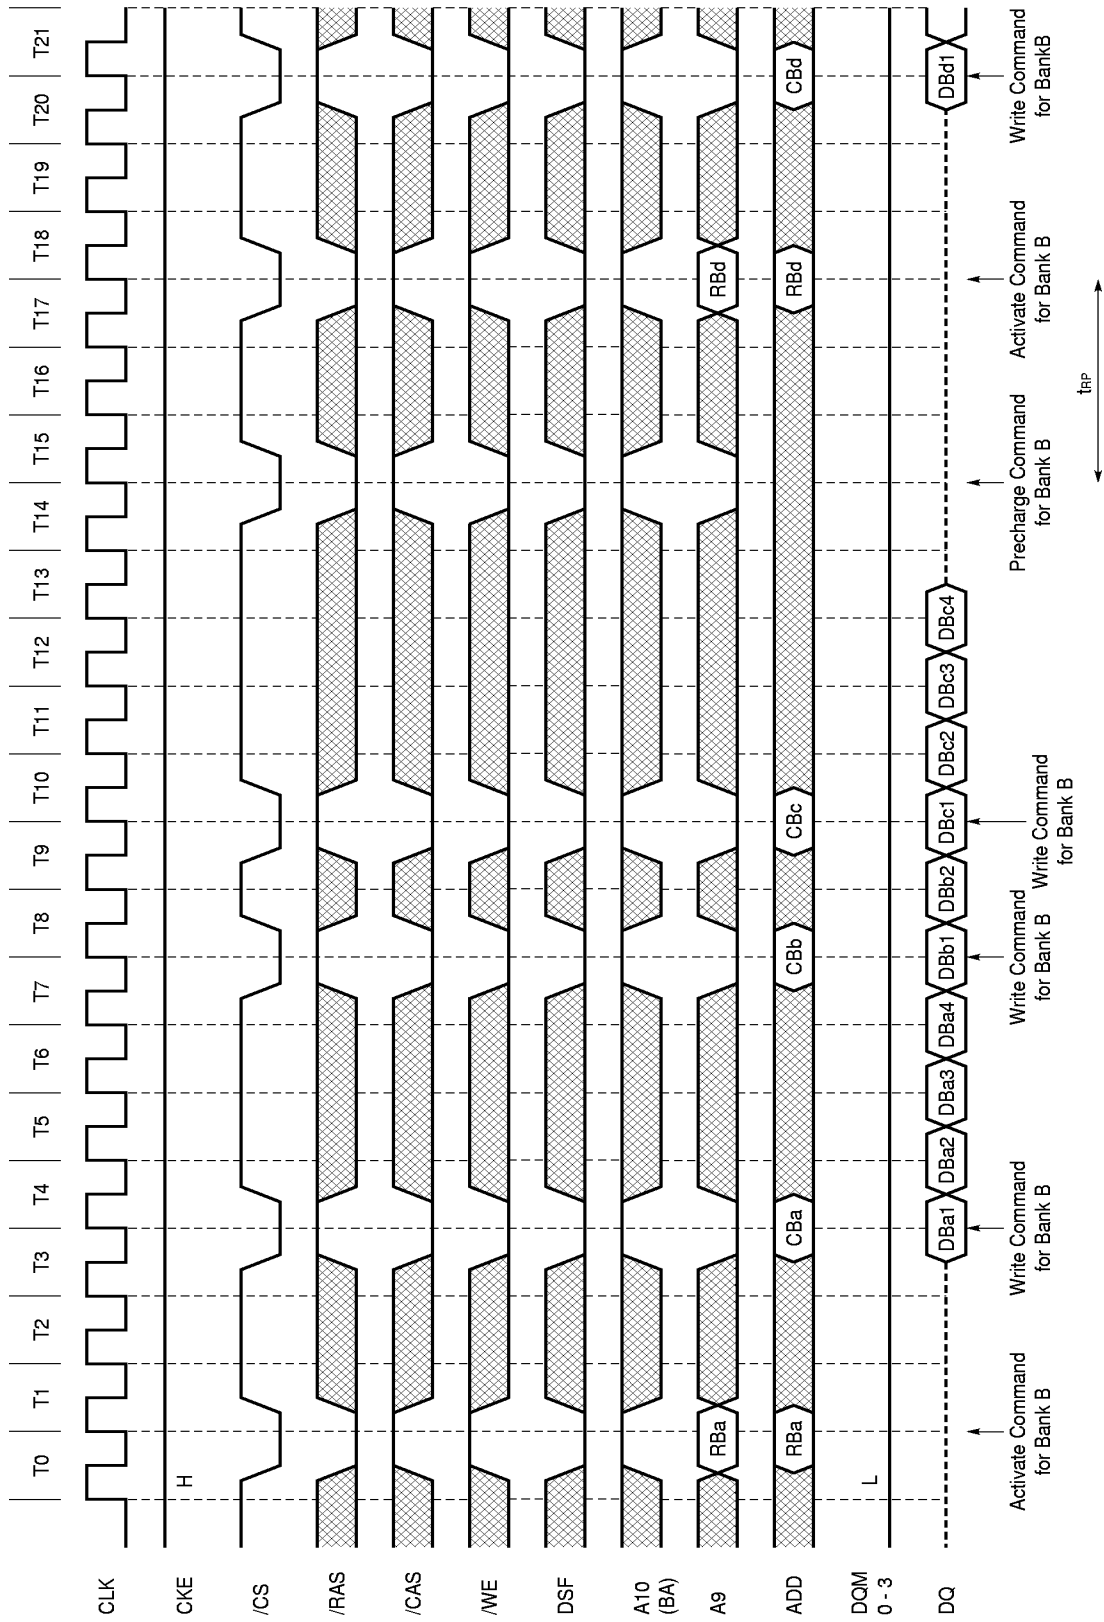 T0 T1 T2 T3 T4 T5 T6 T7 T8 T9 T10 T11 T12 T13 T14 T15 T16 T17 T18 T19 T20 T21
CLK
CKE H
/CS
/RAS
/CAS
/WE
DSF
A10
(BA)
A9 RBa RBd
ADD RBa CBa CBb CBc RBd CBd
DQM
0 - 3 L
DQ DBa1 DBa2 DBa3 DBa4 DBb1 DBb2 DBc1 DBc2 DBc3 DBc4 DBd1
Activate Command
for Bank B
Write Command
for Bank B
Write Command
for Bank B
Write Command
for Bank B
Precharge Command
for Bank B
Activate Command
for Bank B
Write Command
for BankB
tRP